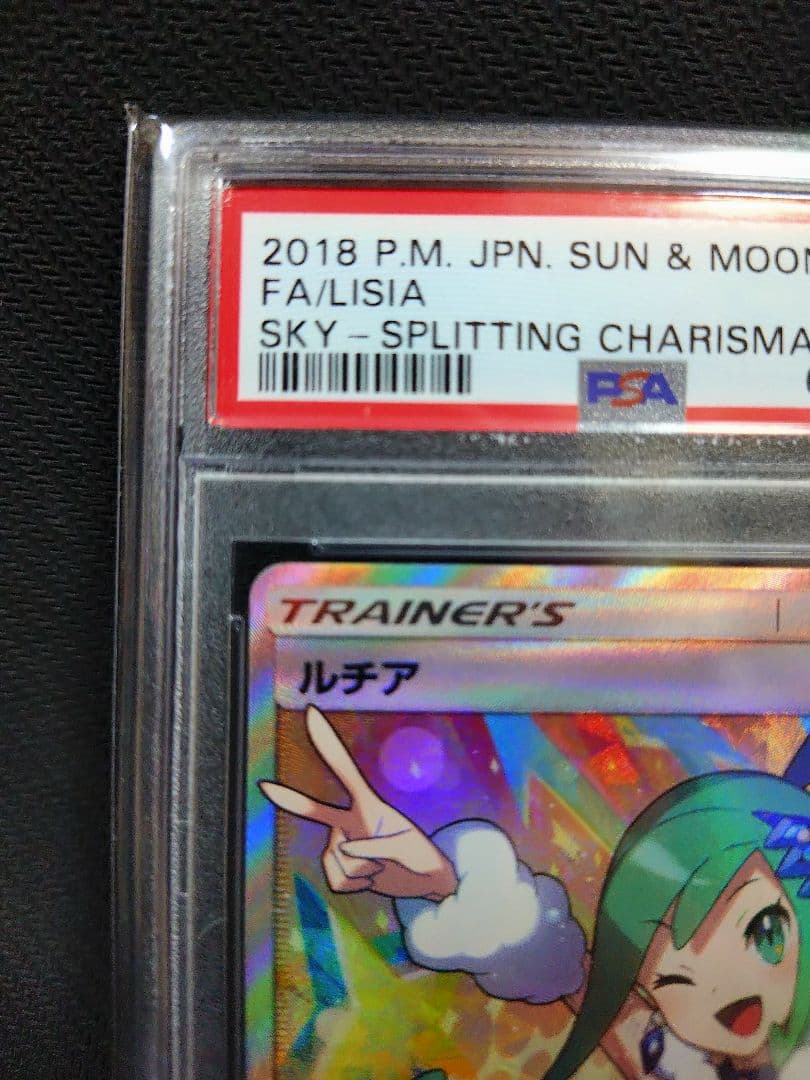 2018 P.M. JPN. SUN & MOON
FA/LISIA
SKY-SPLITTING CHARISMA
PSA
TRAINER'S
ルチア